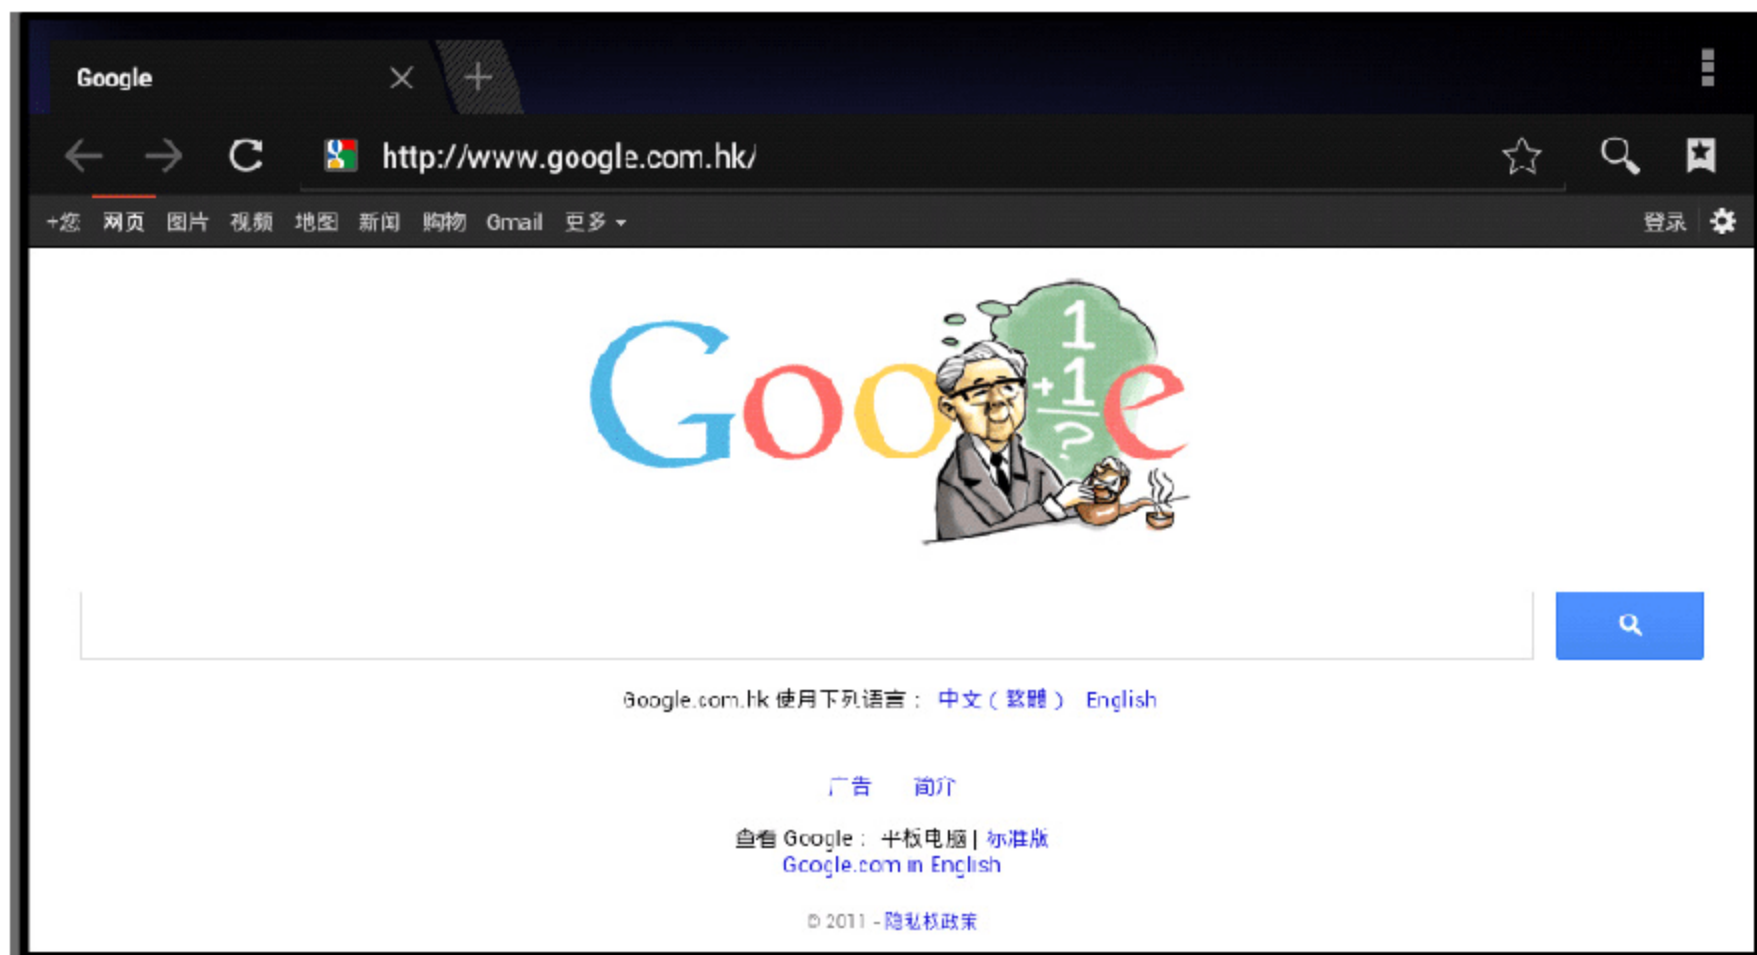 Google
http://www.google.com.hk/
+您 网页 图片 视频 地图 新闻 购物 Gmail 更多
登录
Goo e
1
+1
?
Google.com.hk 使用下列语言： 中文（繁體） English
广告 简介
查看 Google： 平板电脑 | 标准版
Google.com in English
© 2011 - 隐私权政策